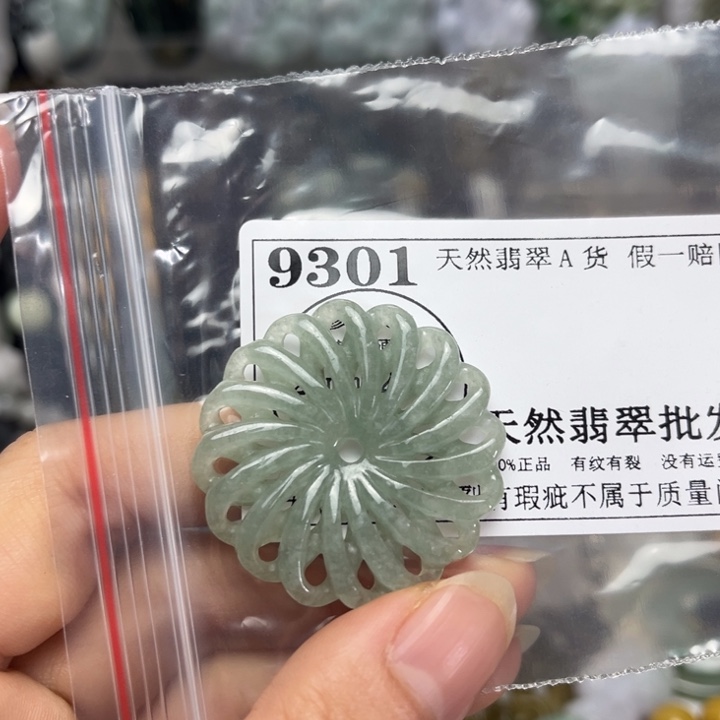 9301 天然翡翠A货 假一赔
天然翡翠批发
0%正品 有纹有裂 没有运
有瑕疵不属于质量问